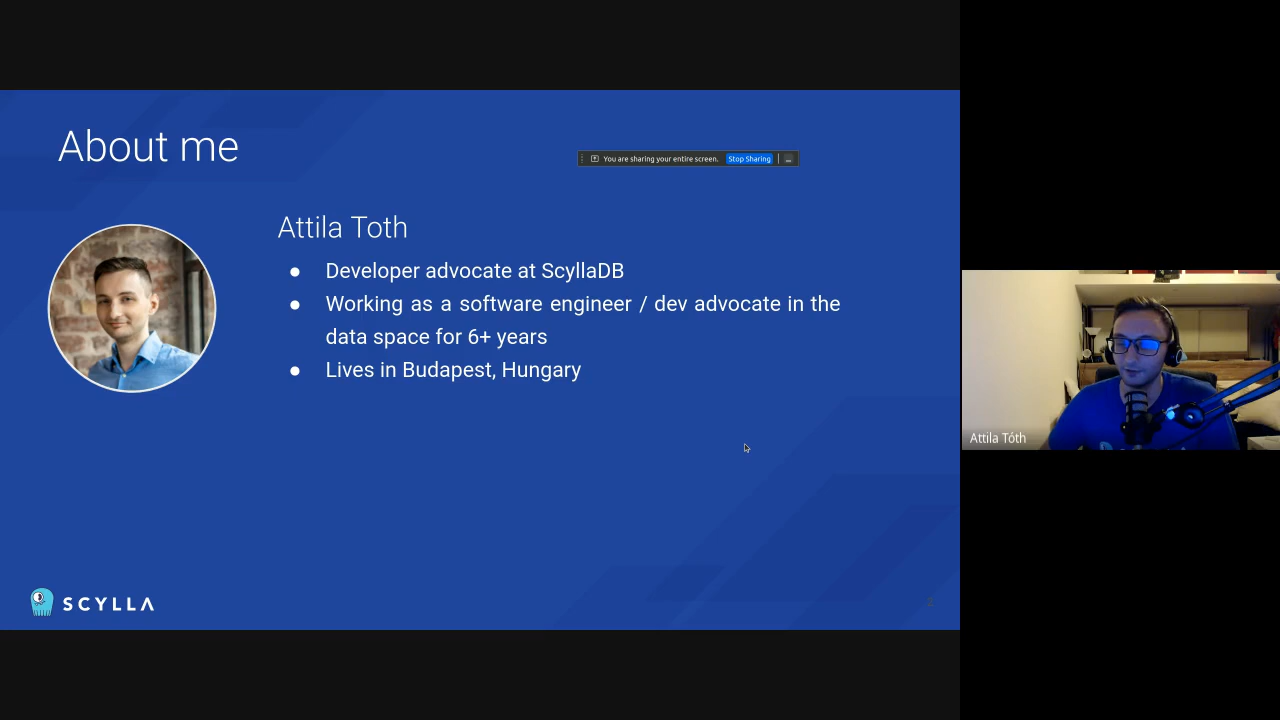 About me
You are sharing your entire screen. Stop Sharing
Attila Toth
● Developer advocate at ScyllaDB
● Working as a software engineer / dev advocate in the
data space for 6+ years
● Lives in Budapest, Hungary
Attila Tóth
SCYLLA
2